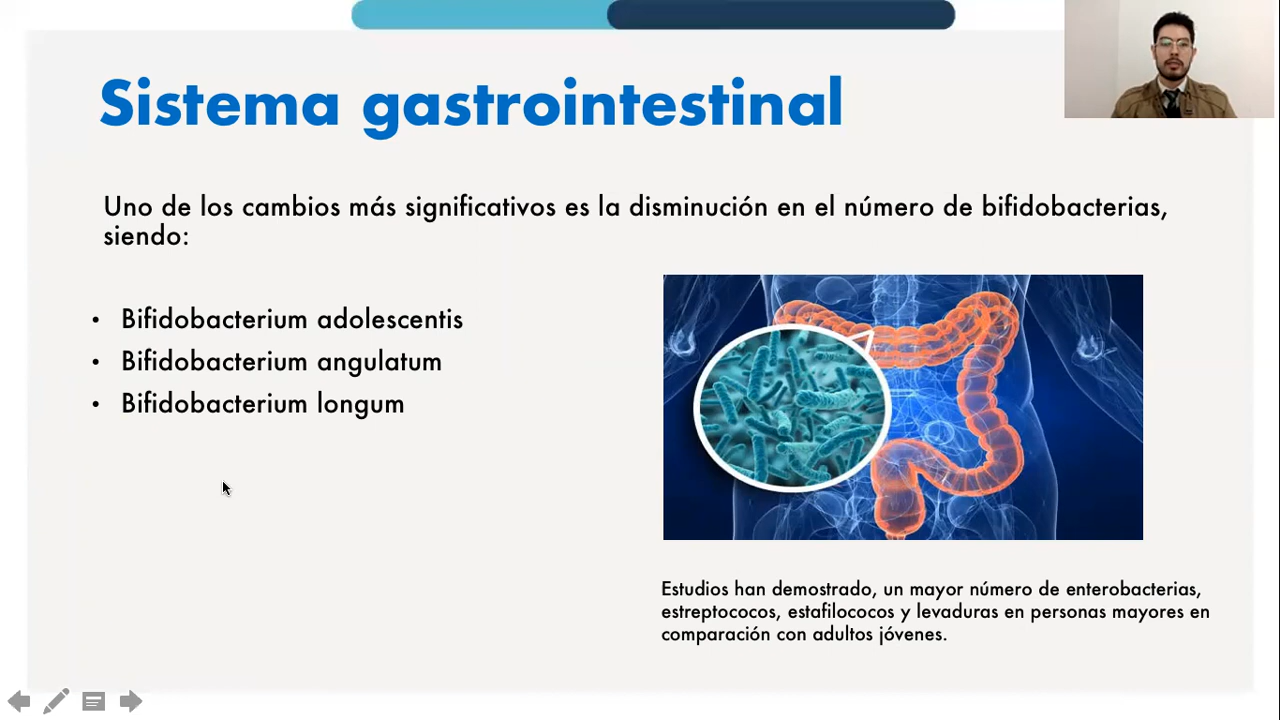 Sistema gastrointestinal
Uno de los cambios más significativos es la disminución en el número de bifidobacterias,
siendo:
• Bifidobacterium adolescentis
• Bifidobacterium angulatum
• Bifidobacterium longum
Estudios han demostrado, un mayor número de enterobacterias,
estreptococos, estafilococos y levaduras en personas mayores en
comparación con adultos jóvenes.